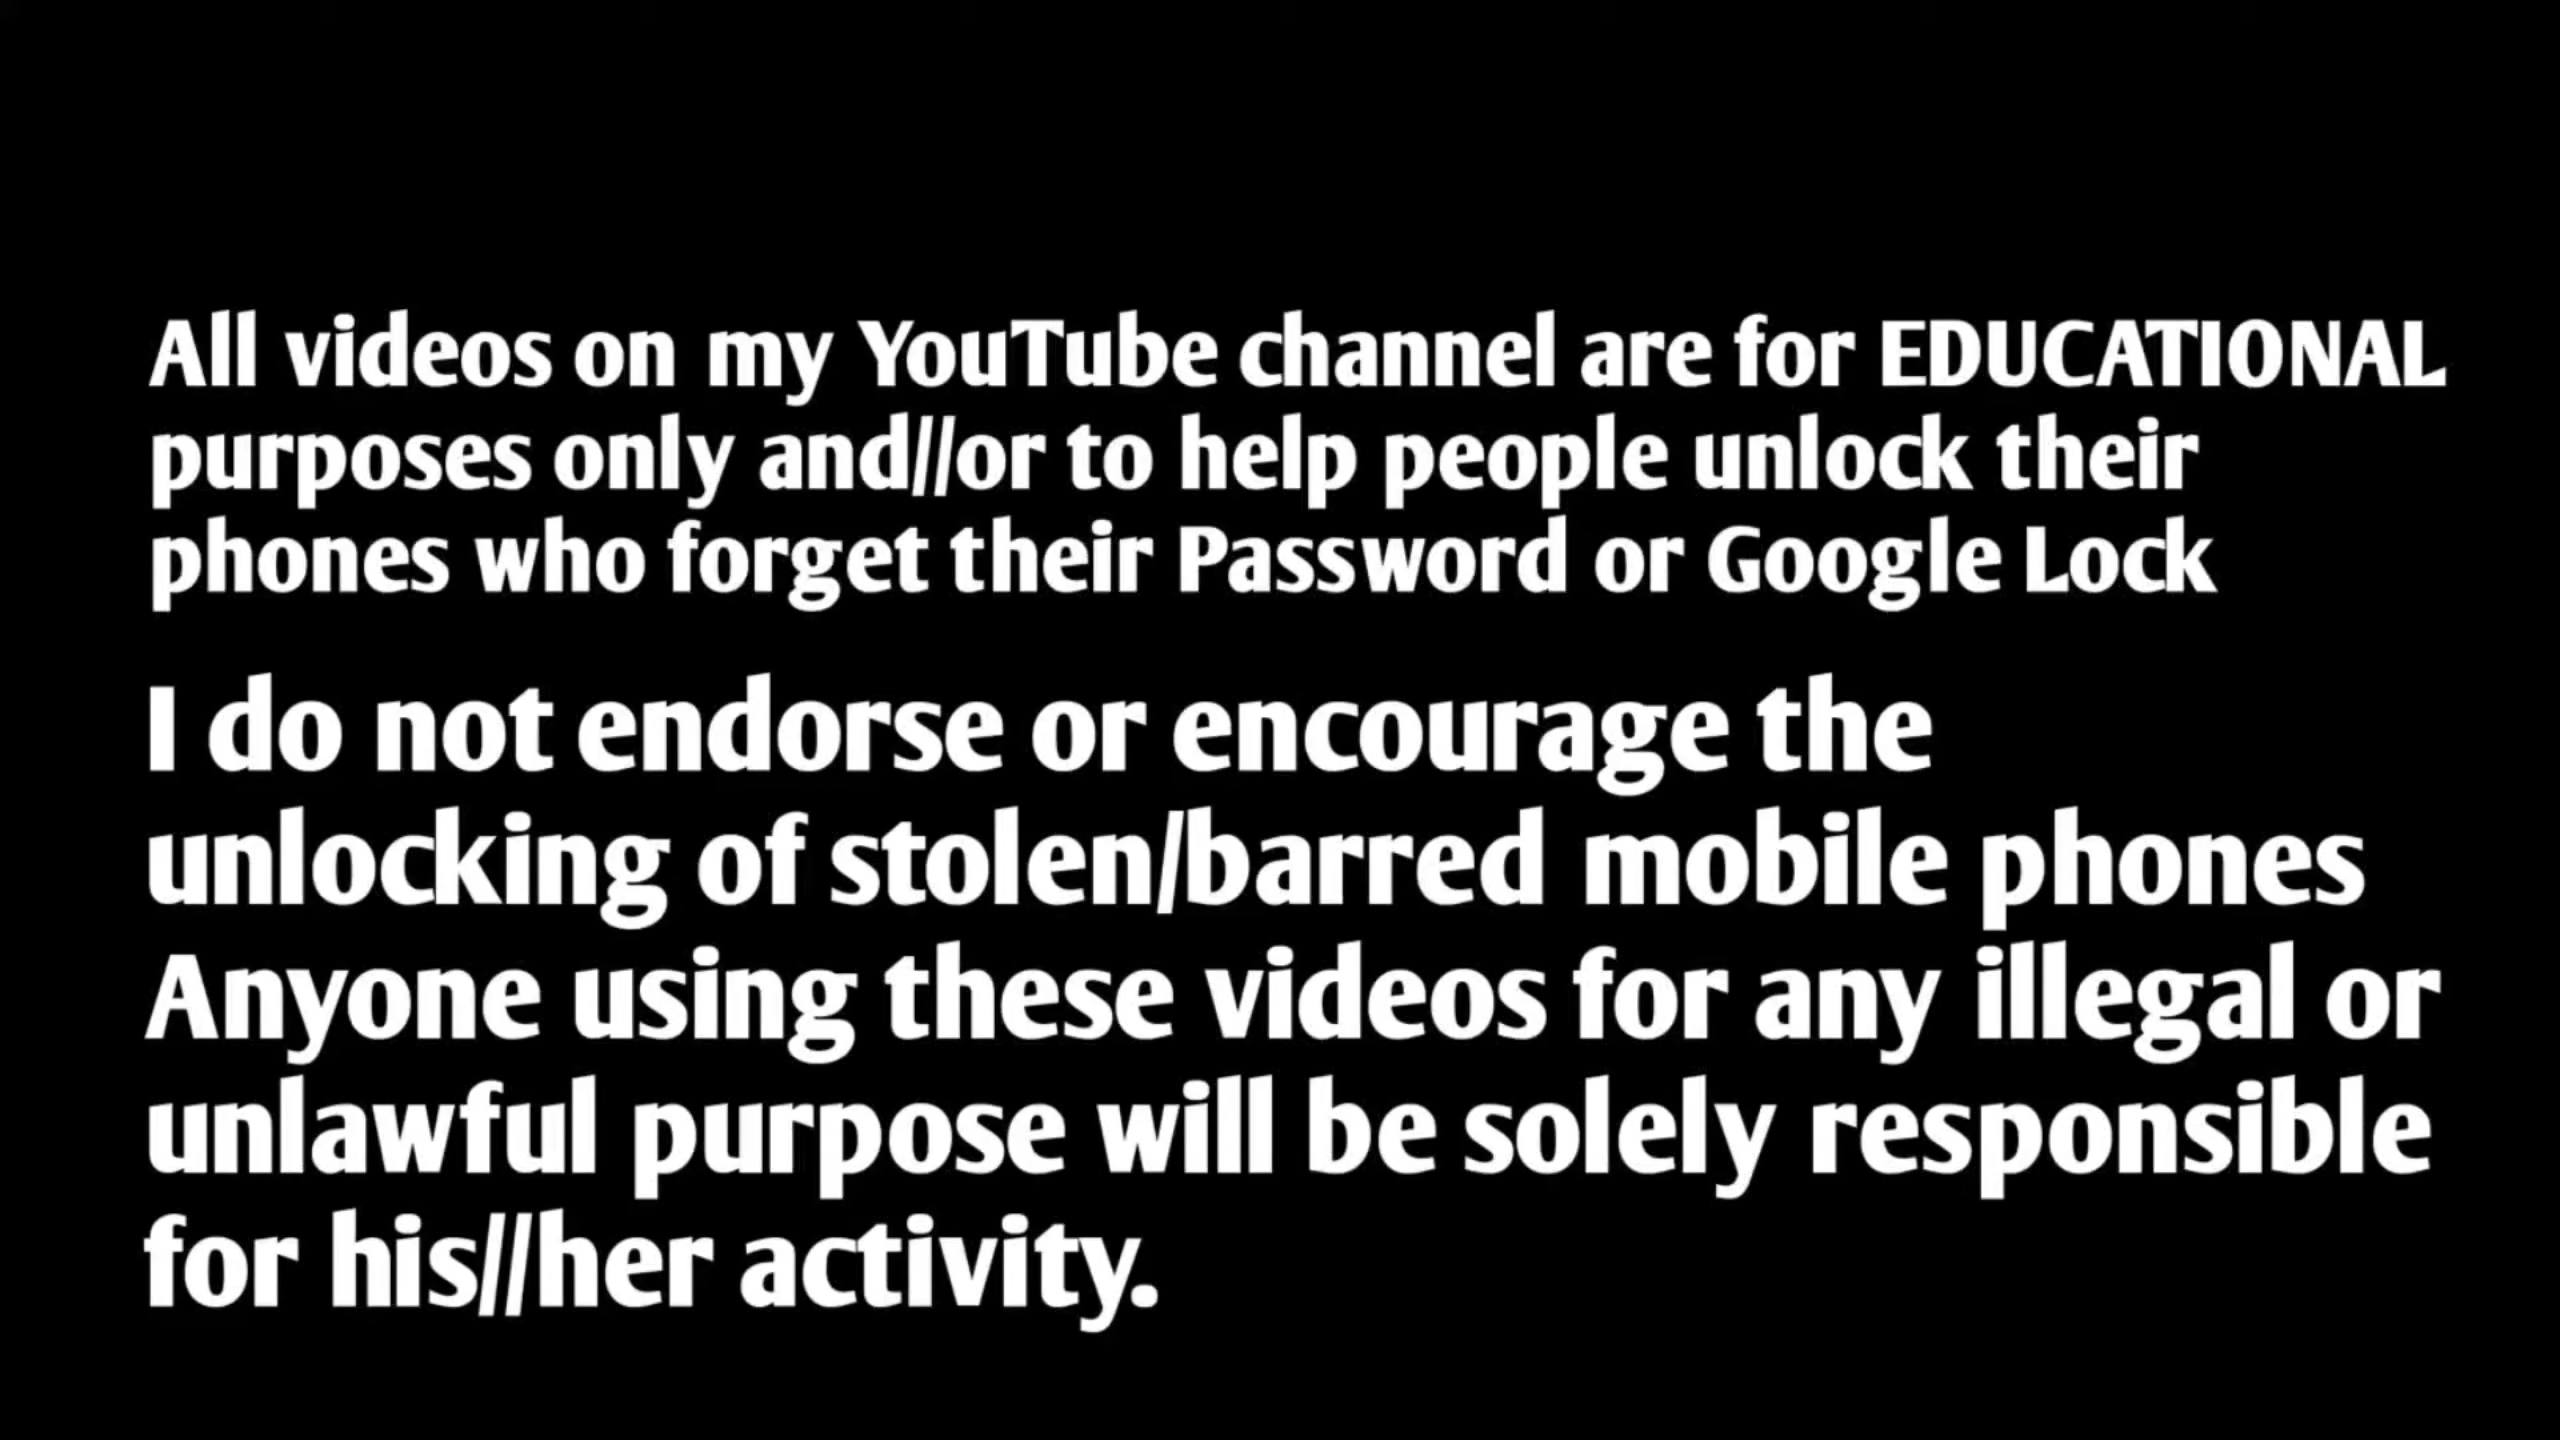 All videos on my YouTube channel are for EDUCATIONAL
purposes only and//or to help people unlock their
phones who forget their Password or Google Lock
I do not endorse or encourage the
unlocking of stolen/barred mobile phones
Anyone using these videos for any illegal or
unlawful purpose will be solely responsible
for his//her activity.